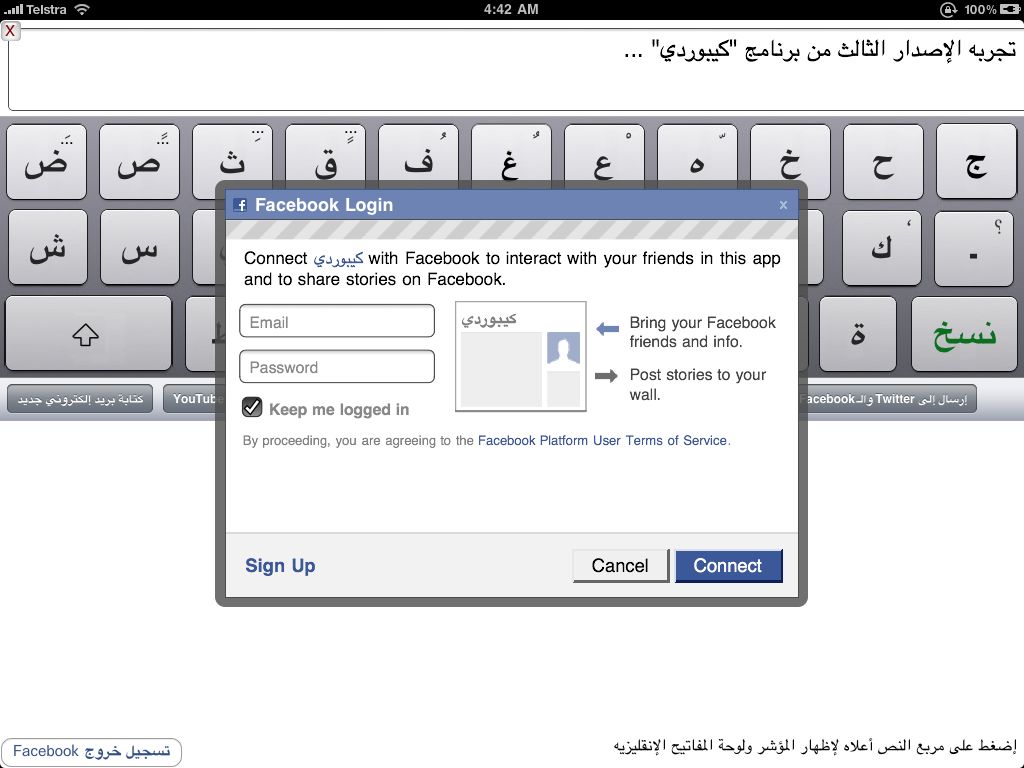 Telstra 4:42 AM 100%
X
تجربه الإصدار الثالث من برنامج "كيبوردي" ...
ض ص ث ق ف غ ع ه خ ح ج
ش س ك ؟ -
ة نسخ
كتابة بريد إلكتروني جديد
YouTube
إرسال إلى Twitter والـFacebook
Facebook Login x
Connect كيبوردي with Facebook to interact with your friends in this app
and to share stories on Facebook.
Email
Password
Keep me logged in
كيبوردي
Bring your Facebook
friends and info.
Post stories to your
wall.
By proceeding, you are agreeing to the Facebook Platform User Terms of Service.
Sign Up Cancel Connect
تسجيل خروج Facebook
إضغط على مربع النص أعلاه لإظهار المؤشر ولوحة المفاتيح الإنقليزيه